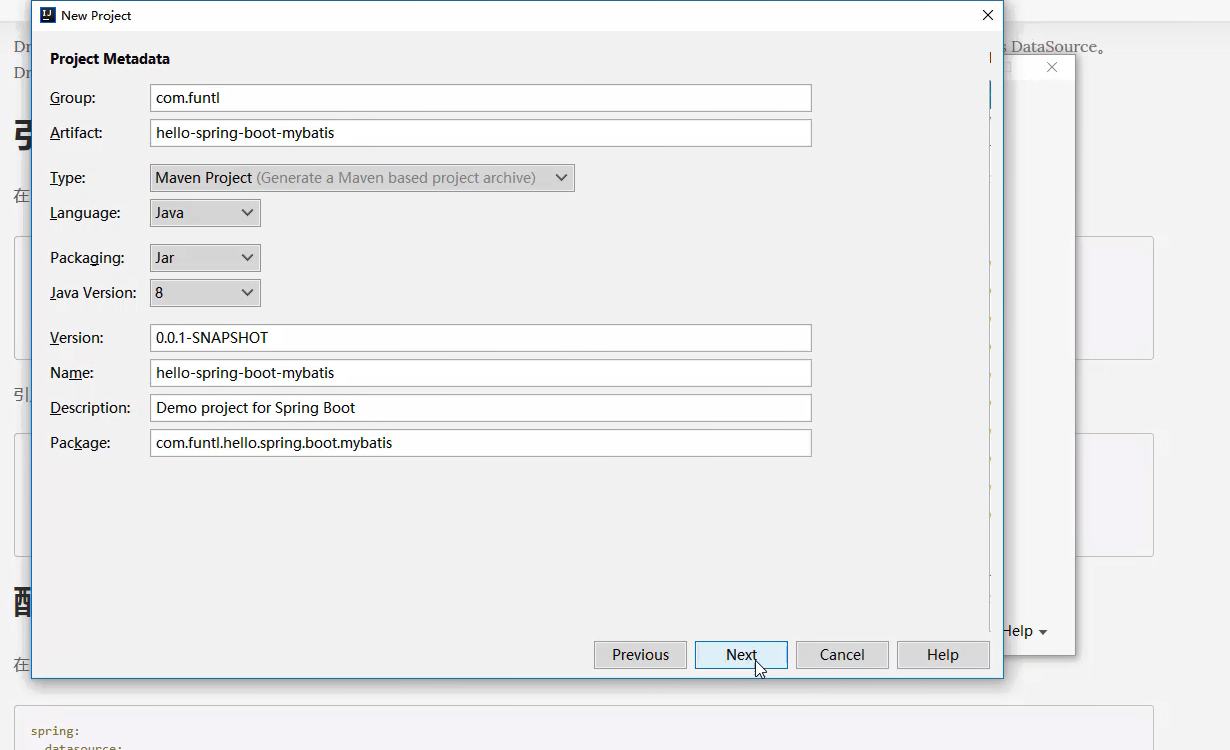 New Project
Project Metadata
Group: com.funtl
Artifact: hello-spring-boot-mybatis
Type: Maven Project (Generate a Maven based project archive)
Language: Java
Packaging: Jar
Java Version: 8
Version: 0.0.1-SNAPSHOT
Name: hello-spring-boot-mybatis
Description: Demo project for Spring Boot
Package: com.funtl.hello.spring.boot.mybatis
Previous Next Cancel Help
Dr
s DataSource。
Dr
在
引
Help
在
spring:
datasource: